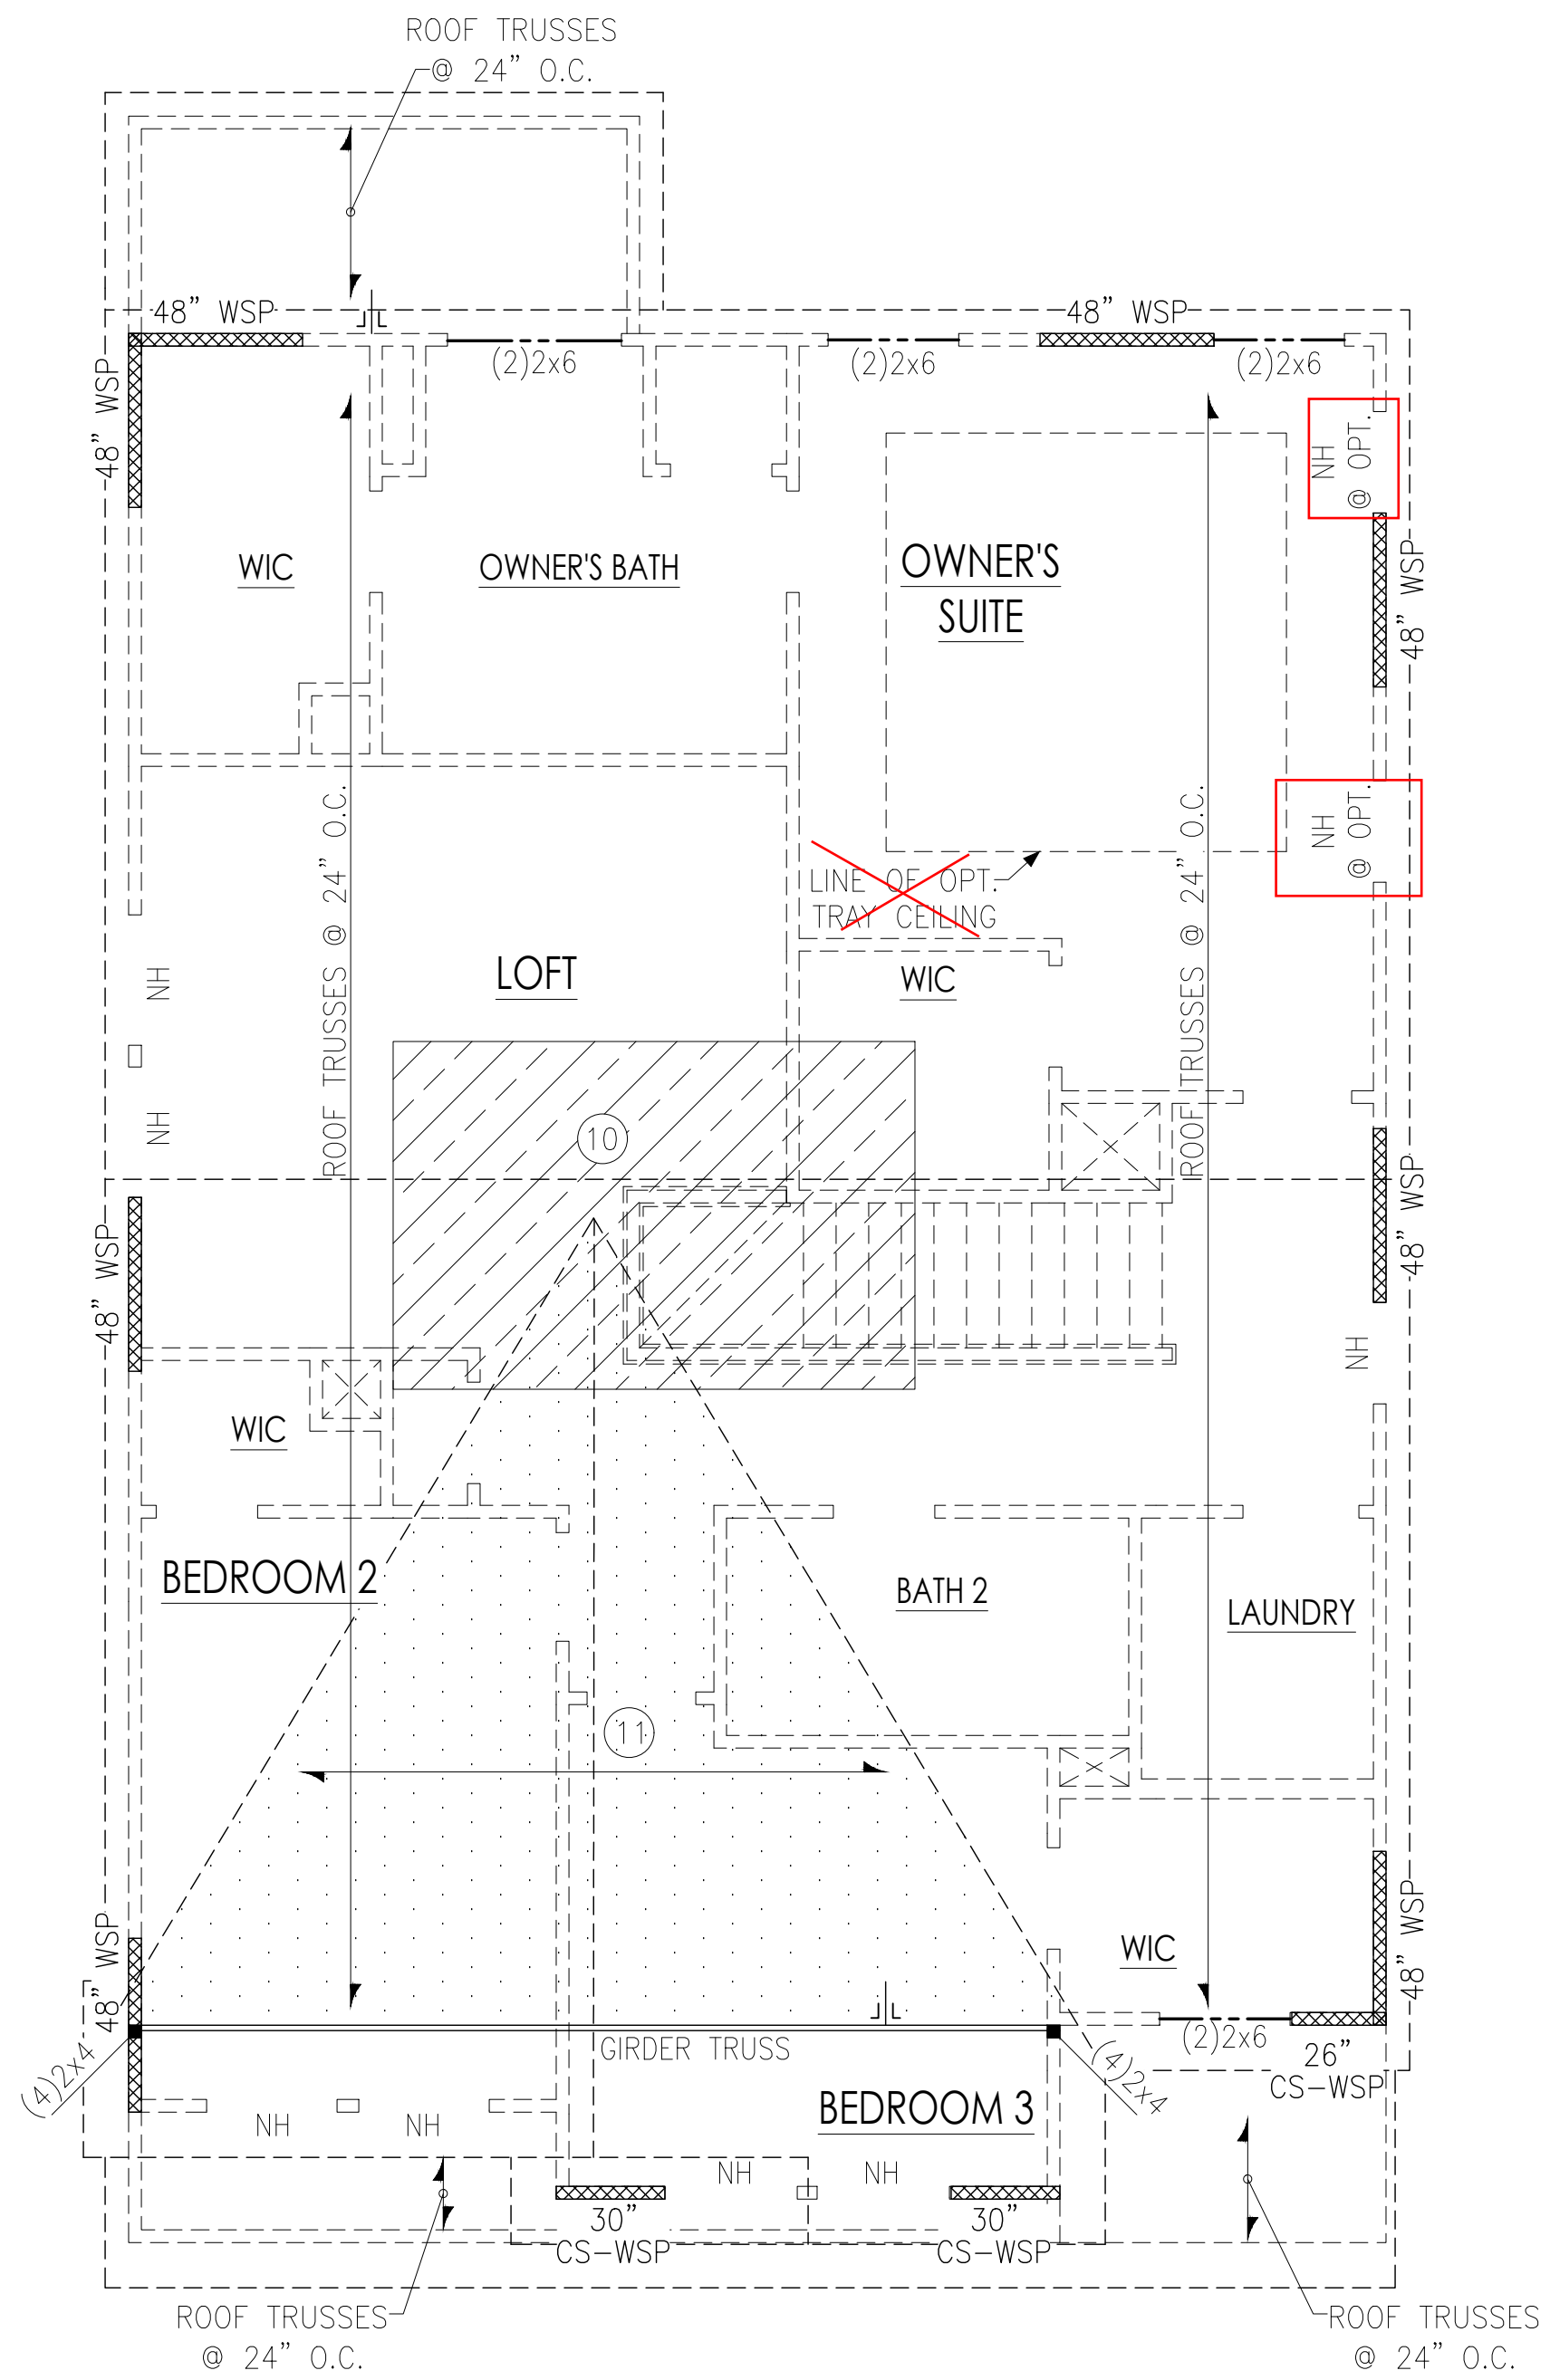 ROOF TRUSSES
@ 24” O.C.
48” WSP
48” WSP
(2)2x6
(2)2x6
(2)2x6
48” WSP
NH
@ OPT.
WIC
OWNER'S BATH
OWNER'S
SUITE
48” WSP
ROOF TRUSSES @ 24” O.C.
ROOF TRUSSES @ 24” O.C.
NH
@ OPT.
LINE OF OPT.
TRAY CEILING
LOFT
WIC
NH
NH
10
48” WSP
48” WSP
NH
WIC
BEDROOM 2
BATH 2
LAUNDRY
11
WIC
48” WSP
48” WSP
GIRDER TRUSS
(2)2x6
26”
CS-WSP
(4)2x4
(4)2x4
BEDROOM 3
NH
NH
NH
NH
30”
CS-WSP
30”
CS-WSP
ROOF TRUSSES
@ 24” O.C.
ROOF TRUSSES
@ 24” O.C.